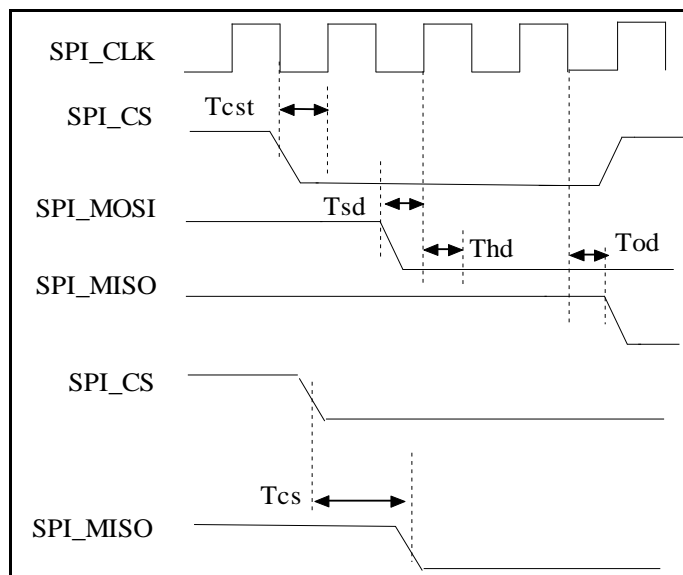 SPI_CLK
SPI_CS
Tcst
SPI_MOSI
Tsd
Thd
Tod
SPI_MISO
SPI_CS
Tcs
SPI_MISO